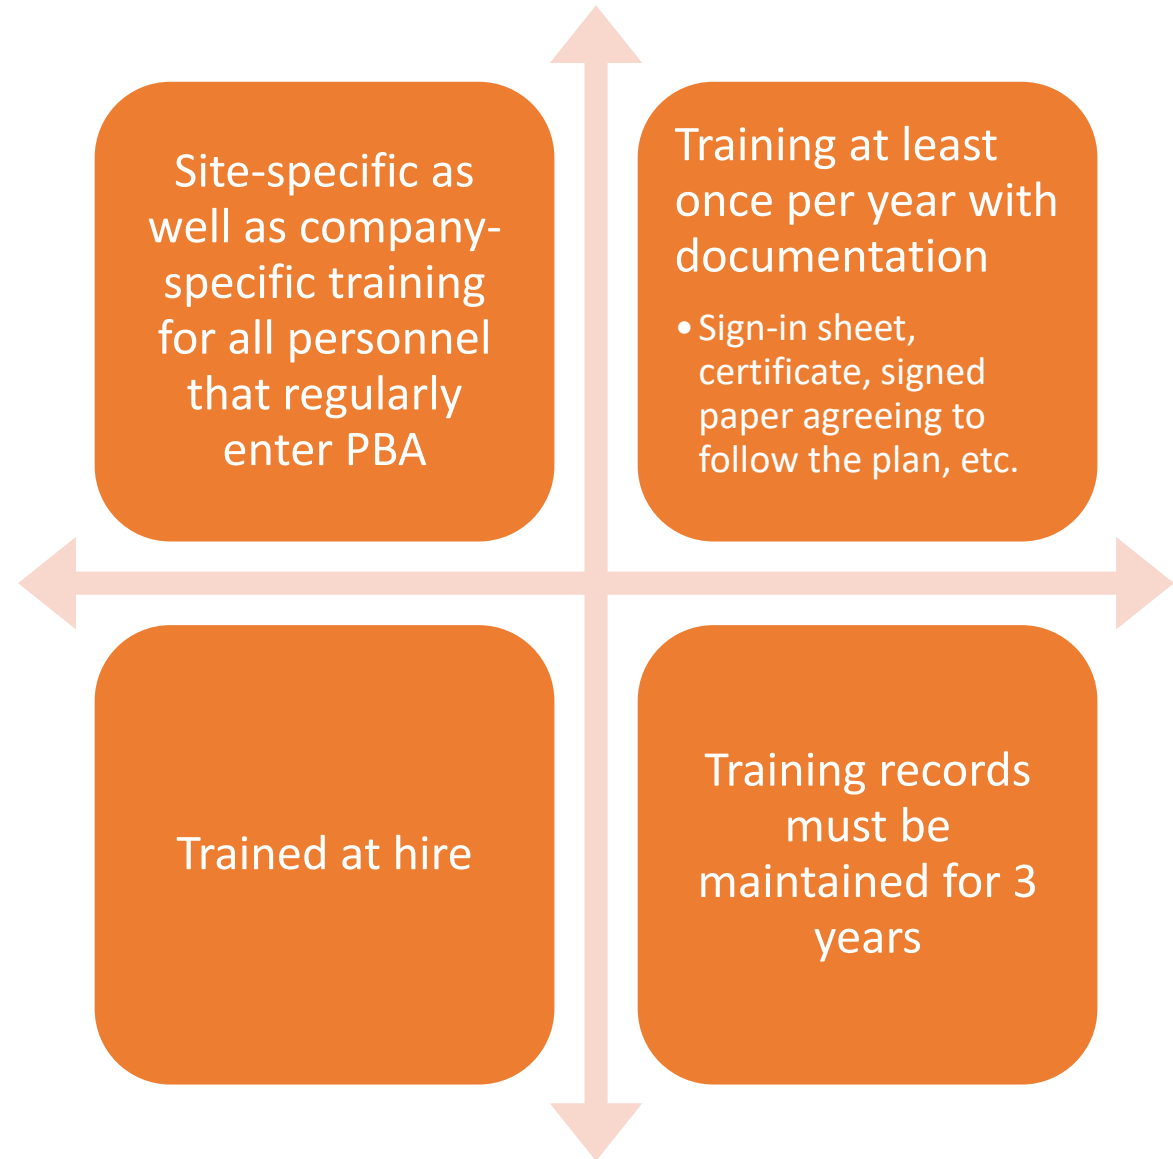 Site-specific as
well as company-
specific training
for all personnel
that regularly
enter PBA
Training at least
once per year with
documentation
• Sign-in sheet,
certificate, signed
paper agreeing to
follow the plan, etc.
Trained at hire
Training records
must be
maintained for 3
years